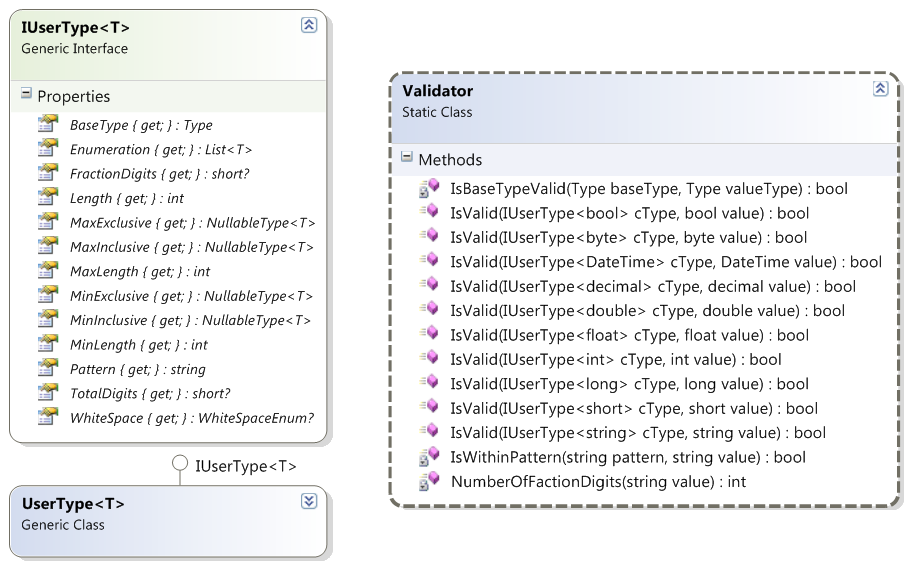 IUserType<T>
Generic Interface
Properties
BaseType { get; } : Type
Enumeration { get; } : List<T>
FractionDigits { get; } : short?
Length { get; } : int
MaxExclusive { get; } : NullableType<T>
MaxInclusive { get; } : NullableType<T>
MaxLength { get; } : int
MinExclusive { get; } : NullableType<T>
MinInclusive { get; } : NullableType<T>
MinLength { get; } : int
Pattern { get; } : string
TotalDigits { get; } : short?
WhiteSpace { get; } : WhiteSpaceEnum?
IUserType<T>
UserType<T>
Generic Class
Validator
Static Class
Methods
IsBaseTypeValid(Type baseType, Type valueType) : bool
IsValid(IUserType<bool> cType, bool value) : bool
IsValid(IUserType<byte> cType, byte value) : bool
IsValid(IUserType<DateTime> cType, DateTime value) : bool
IsValid(IUserType<decimal> cType, decimal value) : bool
IsValid(IUserType<double> cType, double value) : bool
IsValid(IUserType<float> cType, float value) : bool
IsValid(IUserType<int> cType, int value) : bool
IsValid(IUserType<long> cType, long value) : bool
IsValid(IUserType<short> cType, short value) : bool
IsValid(IUserType<string> cType, string value) : bool
IsWithinPattern(string pattern, string value) : bool
NumberOfFactionDigits(string value) : int